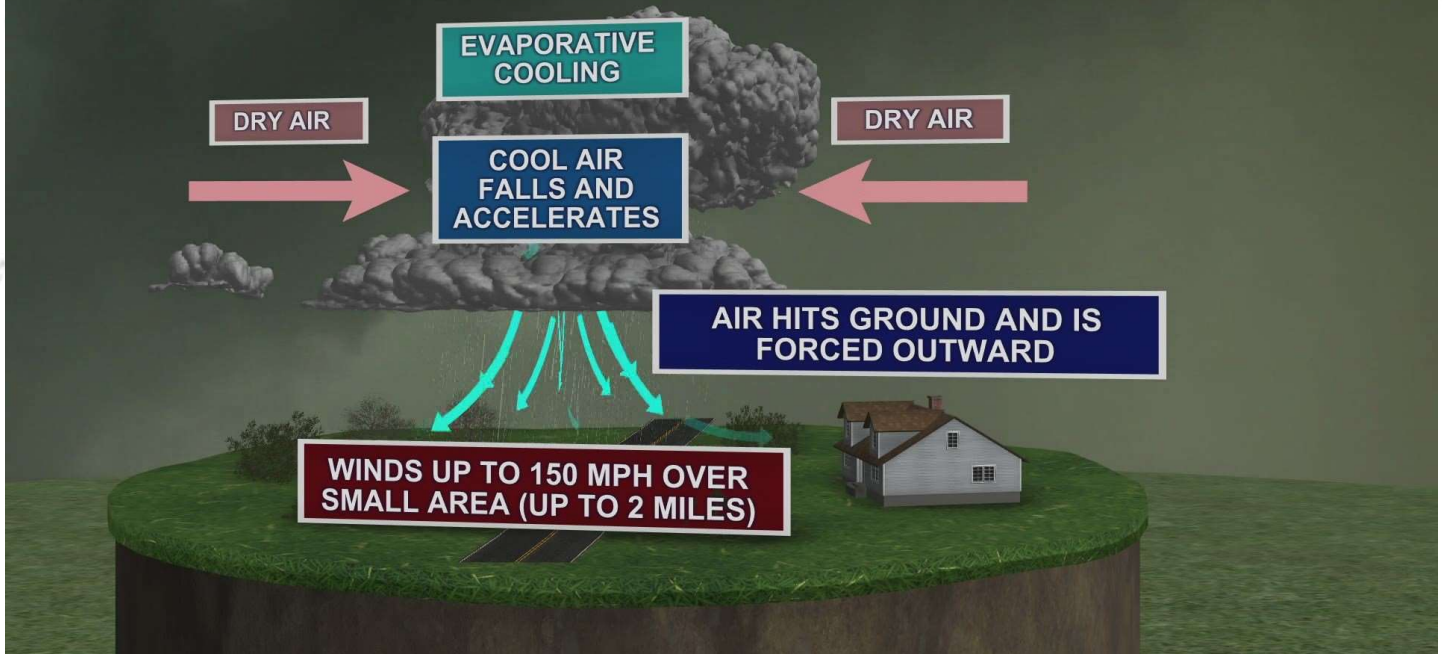 EVAPORATIVE
COOLING
DRY AIR
DRY AIR
COOL AIR
FALLS AND
ACCELERATES
AIR HITS GROUND AND IS
FORCED OUTWARD
WINDS UP TO 150 MPH OVER
SMALL AREA (UP TO 2 MILES)